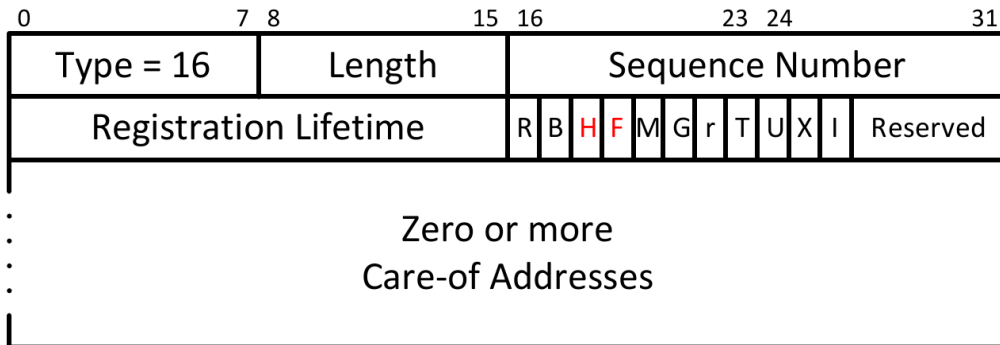 0 7 8 15 16 23 24 31
Type = 16 Length Sequence Number
Registration Lifetime R B H F M G r T U X I Reserved
Zero or more
Care-of Addresses